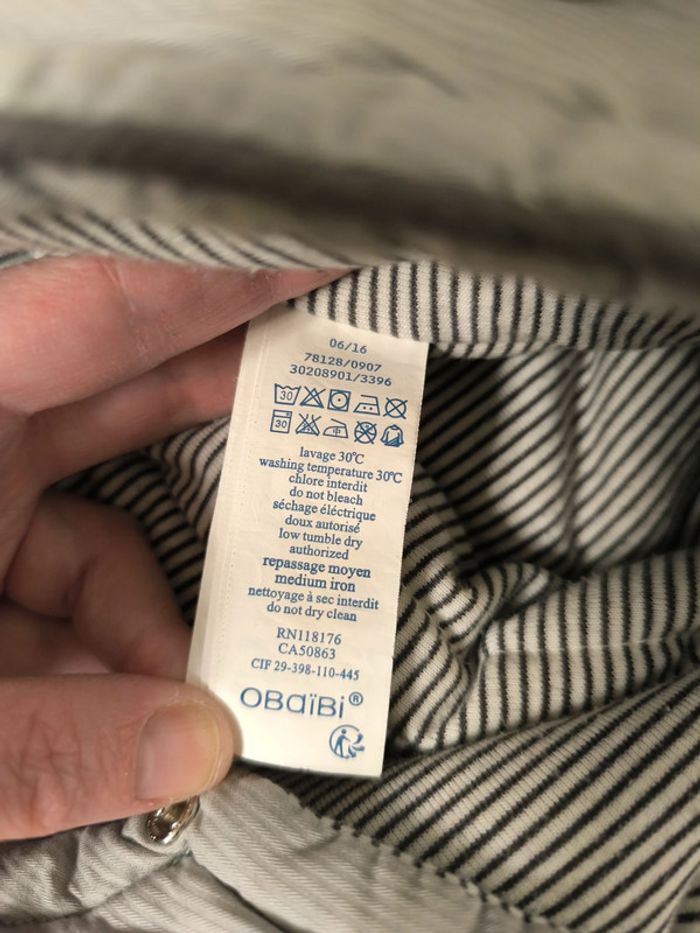 06/16
78128/0907
30208901/3396
30
30
lavage 30°C
washing temperature 30°C
chlore interdit
do not bleach
séchage éléctrique
doux autorisé
low tumble dry
authorized
repassage moyen
medium iron
nettoyage à sec interdit
do not dry clean
RN118176
CA50863
CIF 29-398-110-445
OBaïBi®